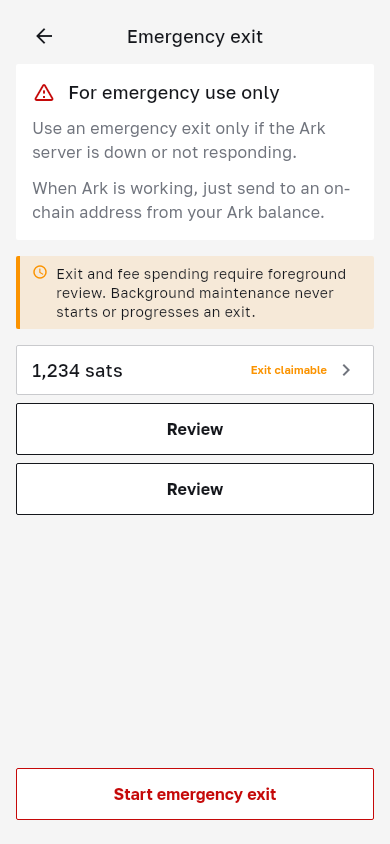 Emergency exit
For emergency use only
Use an emergency exit only if the Ark
server is down or not responding.
When Ark is working, just send to an on-
chain address from your Ark balance.
Exit and fee spending require foreground
review. Background maintenance never
starts or progresses an exit.
1,234 sats Exit claimable
Review
Review
Start emergency exit